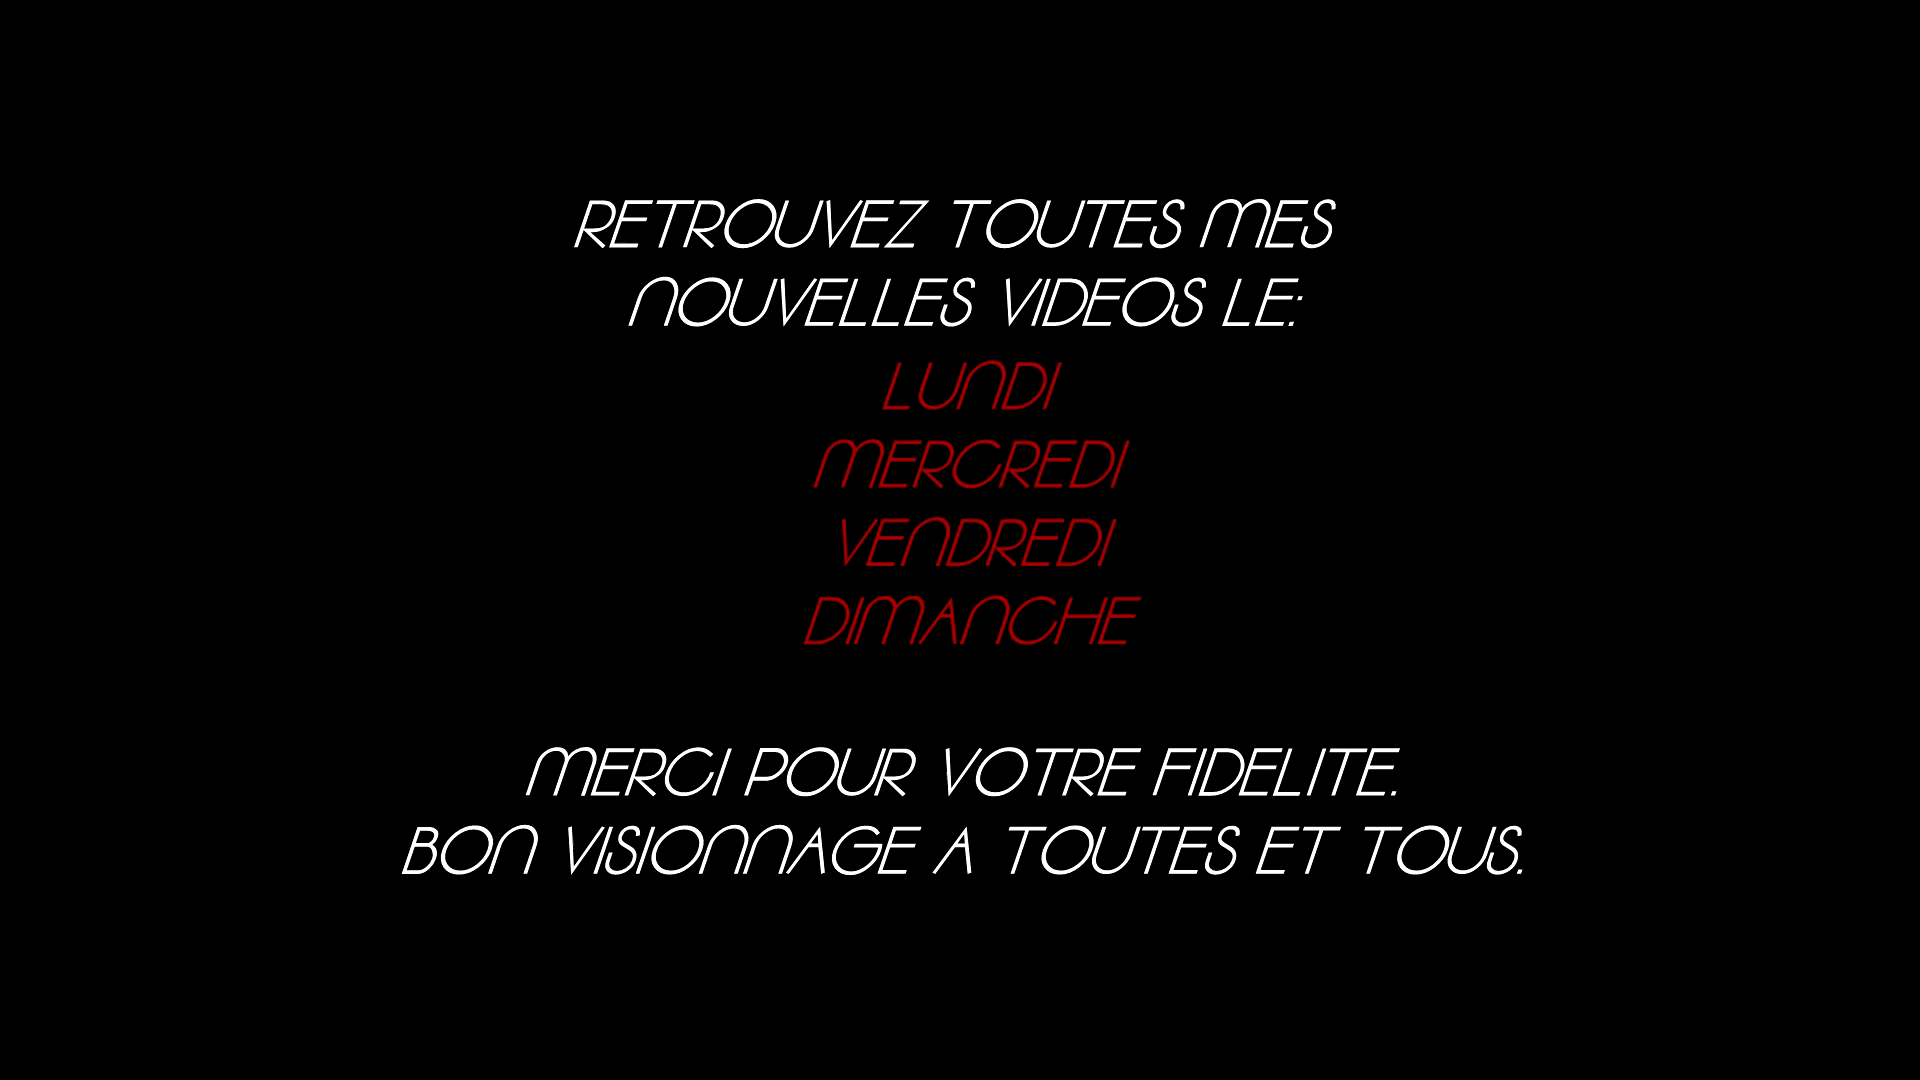 RETROUVEZ TOUTES MES
NOUVELLES VIDEOS LE:
LUNDI
MERCREDI
VENDREDI
DIMANCHE
MERCI POUR VOTRE FIDELITE.
BON VISIONNAGE A TOUTES ET TOUS.